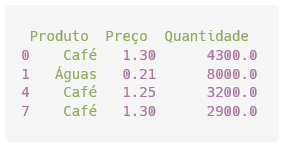 Produto Preço Quantidade
0 Café 1.30 4300.0
1 Águas 0.21 8000.0
4 Café 1.25 3200.0
7 Café 1.30 2900.0